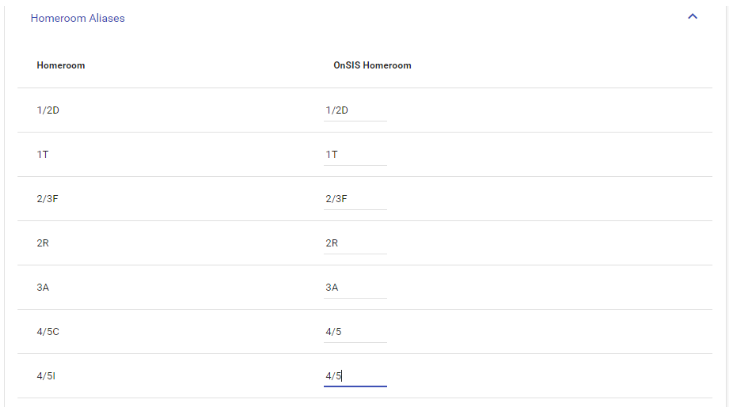 Homeroom Aliases
Homeroom OnSIS Homeroom
1/2D 1/2D
1T 1T
2/3F 2/3F
2R 2R
3A 3A
4/5C 4/5
4/5I 4/5